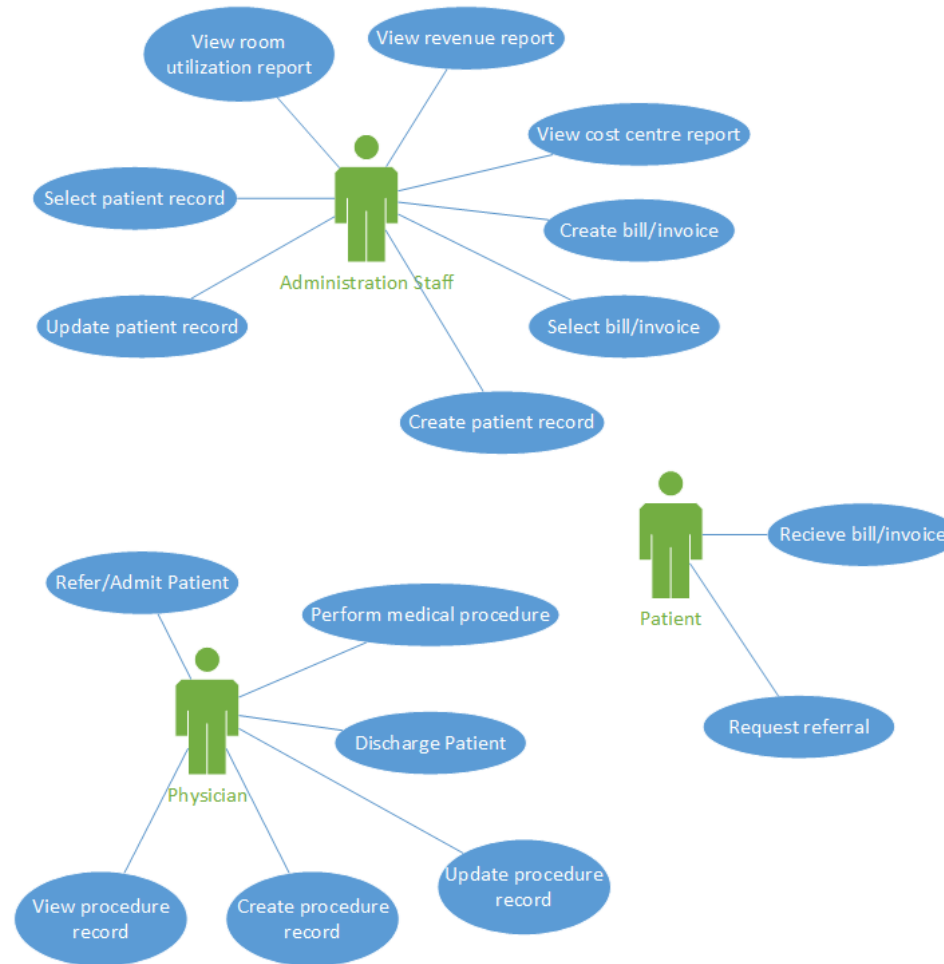 View room
utilization report
View revenue report
View cost centre report
Select patient record
Create bill/invoice
Administration Staff
Update patient record
Select bill/invoice
Create patient record
Recieve bill/invoice
Refer/Admit Patient
Perform medical procedure
Patient
Request referral
Discharge Patient
Physician
Update procedure
record
View procedure
record
Create procedure
record